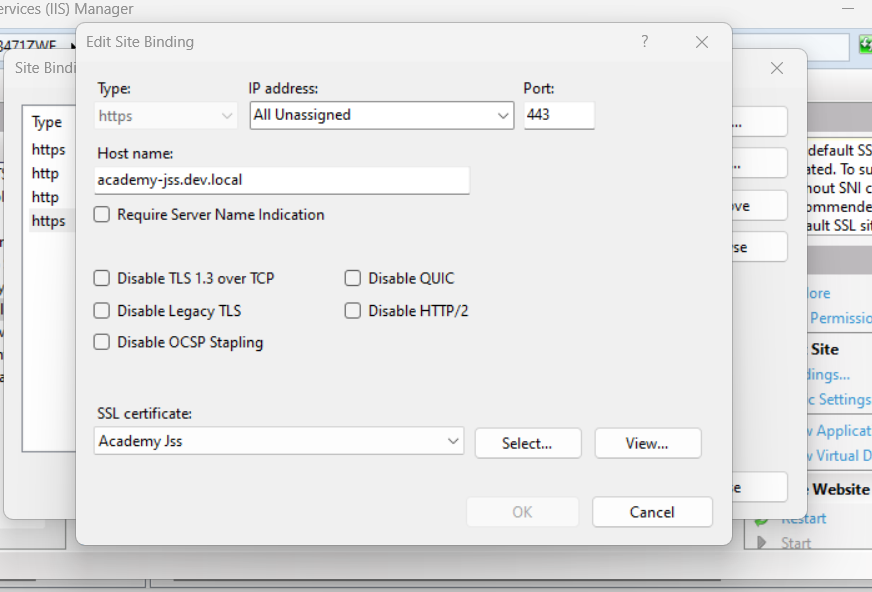 ervices (IIS) Manager
Edit Site Binding
?
Site Bindi
Type:
IP address:
Port:
https
All Unassigned
443
Host name:
academy-jss.dev.local
Require Server Name Indication
Disable TLS 1.3 over TCP
Disable QUIC
Disable Legacy TLS
Disable HTTP/2
Disable OCSP Stapling
SSL certificate:
Academy Jss
Select...
View...
OK
Cancel
Type
https
http
http
https
...
...
ove
se
se
default SS
ated. To su
out SNI c
ommende
ault SSL sit
lore
Permissio
Site
dings...
c Settings
w Applicat
w Virtual D
e Website
Restart
Start